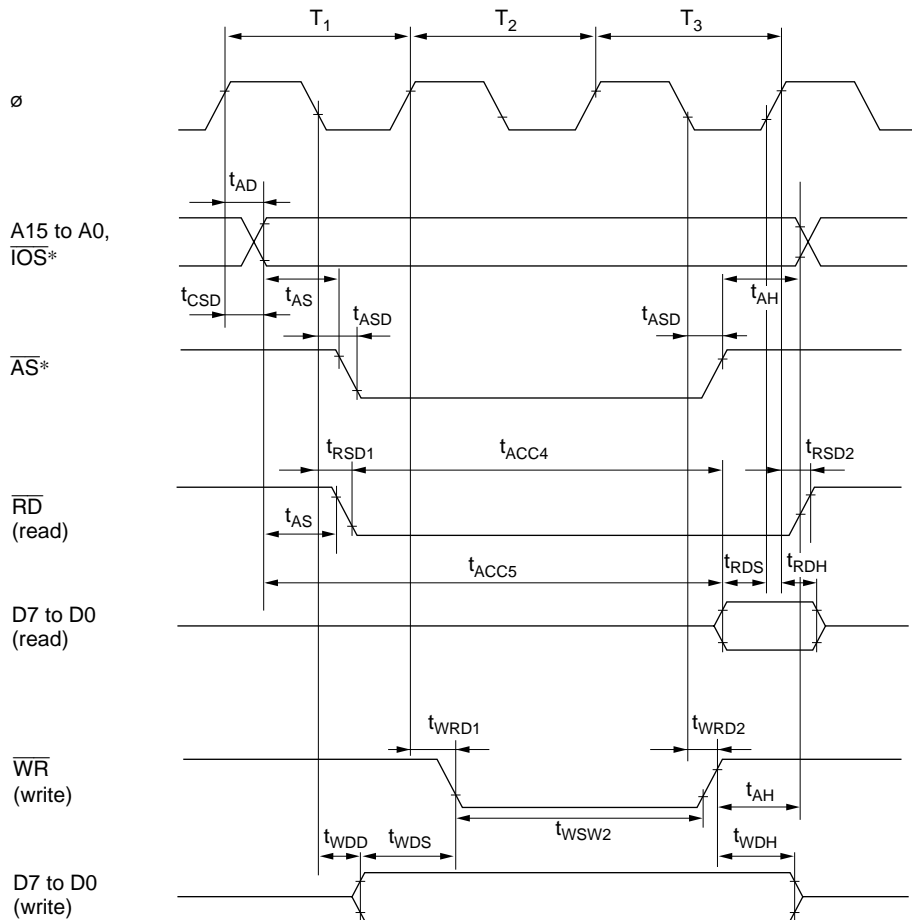 T1 T2 T3
ø
tAD
A15 to A0,
IOS*
tCSD tAS tASD tASD tAH
AS*
tRSD1 tACC4 tRSD2
RD
(read)
tAS
tACC5 tRDS tRDH
D7 to D0
(read)
tWRD1 tWRD2
WR
(write)
tAH
tWSW2
tWDD tWDS tWDH
D7 to D0
(write)